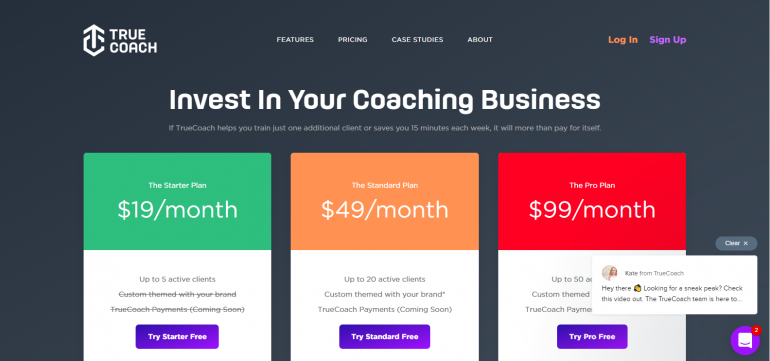 TRUE
COACH
FEATURES
PRICING
CASE STUDIES
ABOUT
Log In
Sign Up
Invest In Your Coaching Business
If TrueCoach helps you train just one additional client or saves you 15 minutes each week, it will more than pay for itself.
The Starter Plan
$19/month
Up to 5 active clients
Custom themed with your brand
TrueCoach Payments (Coming Soon)
Try Starter Free
The Standard Plan
$49/month
Up to 20 active clients
Custom themed with your brand*
TrueCoach Payments (Coming Soon)
Try Standard Free
The Pro Plan
$99/month
Up to 50 ac
Custom themed
TrueCoach Payment
Try Pro Free
Clear ×
Kate from TrueCoach
Hey there 👋 Looking for a sneak peek? Check
this video out. The TrueCoach team is here to...
2